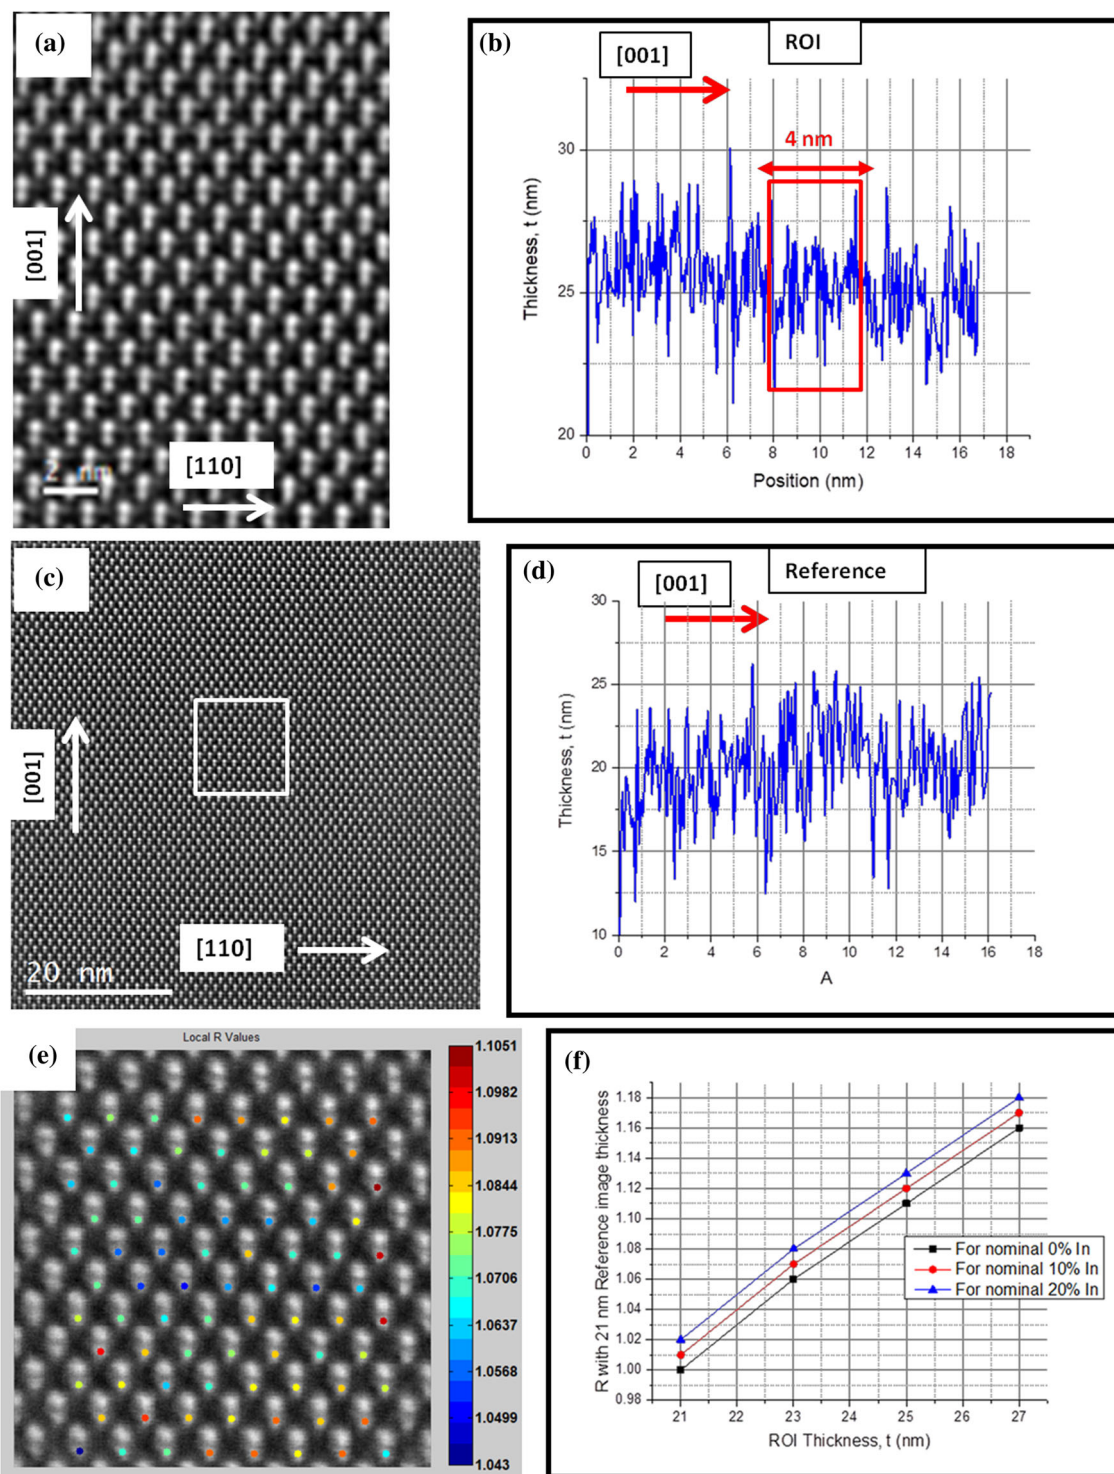 (a)
[001]
2 nm
[110]
(b)
[001]
ROI
4 nm
30
25
20
Thickness, t (nm)
0 2 4 6 8 10 12 14 16 18
Position (nm)
(c)
[001]
[110]
20 nm
(d)
[001]
Reference
30
25
20
15
10
Thickness, t (nm)
0 2 4 6 8 10 12 14 16 18
A
(e)
Local R Values
1.1051
1.0982
1.0913
1.0844
1.0775
1.0706
1.0637
1.0568
1.0499
1.043
(f)
1.18
1.16
1.14
1.12
1.10
1.08
1.06
1.04
1.02
1.00
0.98
R with 21 nm Reference image thickness
For nominal 0% In
For nominal 10% In
For nominal 20% In
21 22 23 24 25 26 27
ROI Thickness, t (nm)